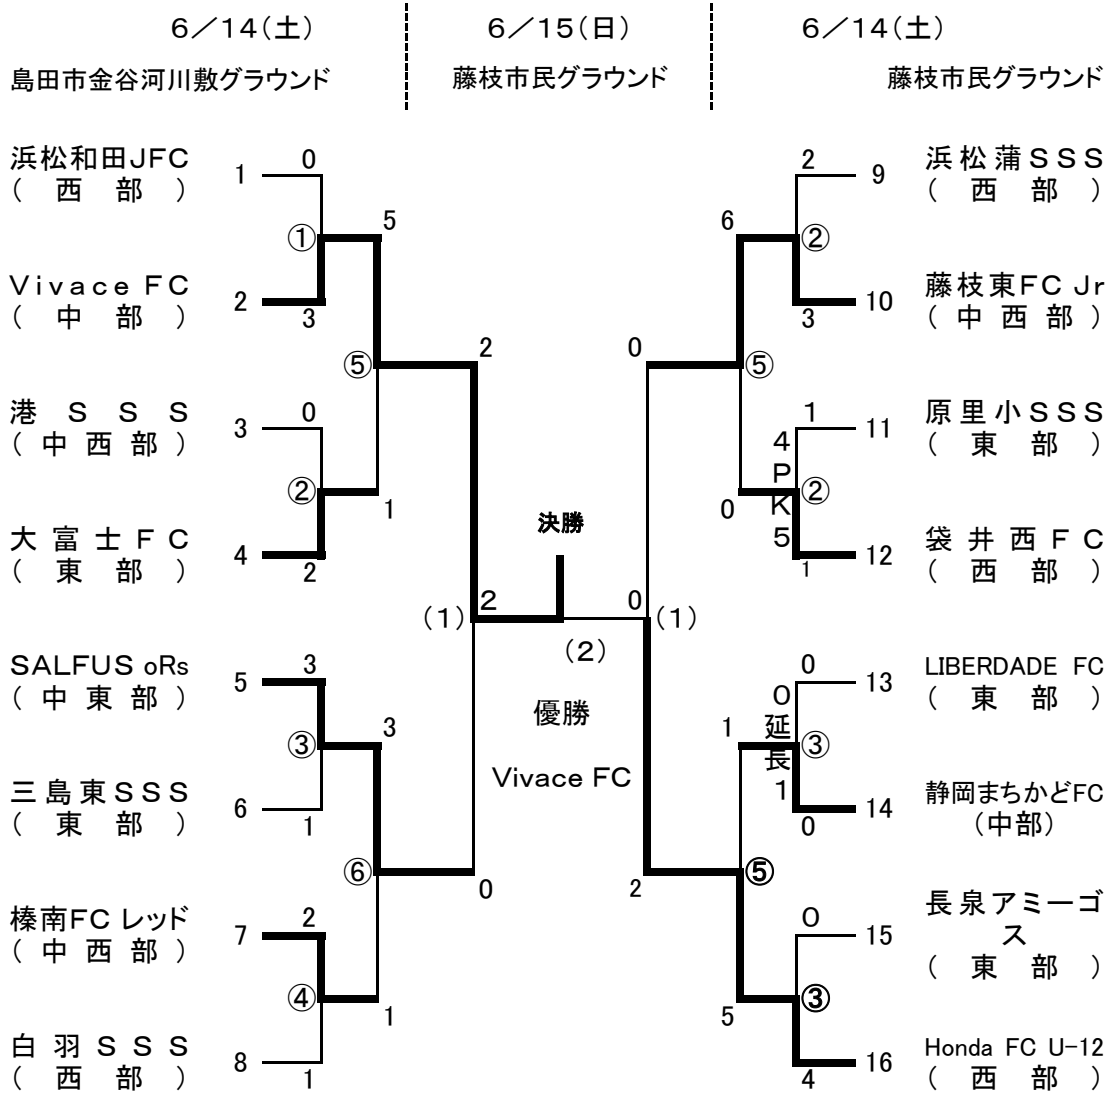 ６／１４（土）
６／１５（日）
６／１４（土）
島田市金谷河川敷グラウンド
藤枝市民グラウンド
藤枝市民グラウンド
浜松和田JFC
（ 西 部 ）
1
0
2
9
浜松蒲ＳＳＳ
（ 西 部 ）
①
5
6
②
Vivace FC
（ 中 部 ）
2
3
3
10
藤枝東FC Jr
（中西部）
⑤
2
0
⑤
港 Ｓ Ｓ Ｓ
（中西部）
3
0
1
11
原里小ＳＳＳ
（ 東 部 ）
②
1
0
4
P
K
5
②
大富士ＦＣ
（ 東 部 ）
4
2
決勝
1
12
袋井西ＦＣ
（ 西 部 ）
（１）
2
0
（１）
（２）
SALFUS oRs
（中東部）
5
3
0
13
LIBERDADE FC
（ 東 部 ）
③
3
優勝
1
0
延
長
1
③
三島東ＳＳＳ
（ 東 部 ）
6
1
Vivace FC
0
14
静岡まちかどFC
（中部）
⑥
0
2
⑤
榛南FC レッド
（中西部）
7
2
0
15
長泉アミーゴ
ス
（ 東 部 ）
④
1
5
③
白羽ＳＳＳ
（ 西 部 ）
8
1
4
16
Honda FC U-12
（ 西 部 ）